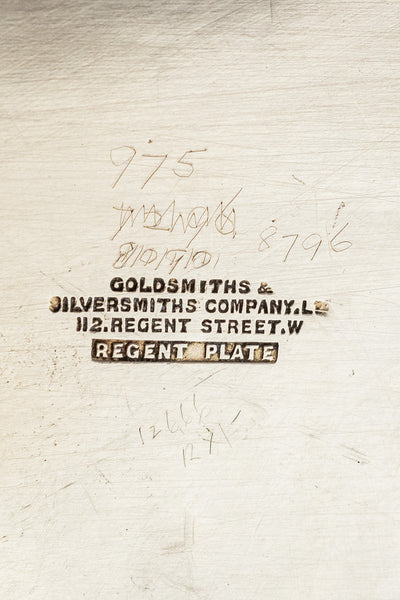 975
8796
GOLDSMITHS &
SILVERSMITHS COMPANY.LD
112.REGENT STREET.W
REGENT PLATE